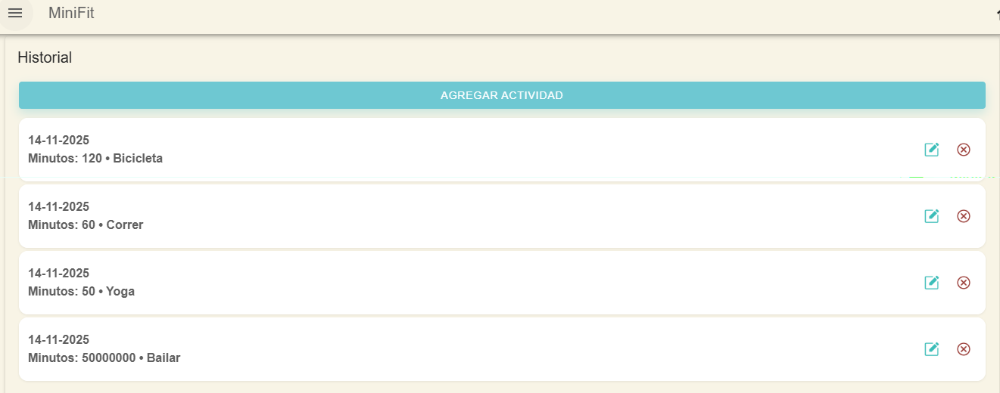 MiniFit
Historial
AGREGAR ACTIVIDAD
14-11-2025
Minutos: 120 • Bicicleta
14-11-2025
Minutos: 60 • Correr
14-11-2025
Minutos: 50 • Yoga
14-11-2025
Minutos: 50000000 • Bailar